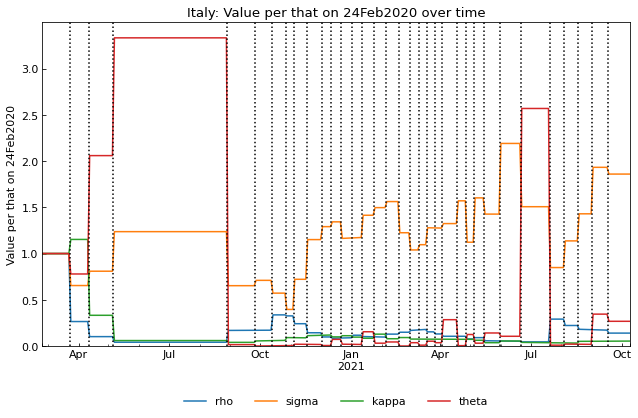 Italy: Value per that on 24Feb2020 over time
Value per that on 24Feb2020
3.0
2.5
2.0
1.5
1.0
0.5
0.0
Apr Jul Oct Jan Apr Jul Oct
2021
rho sigma kappa theta